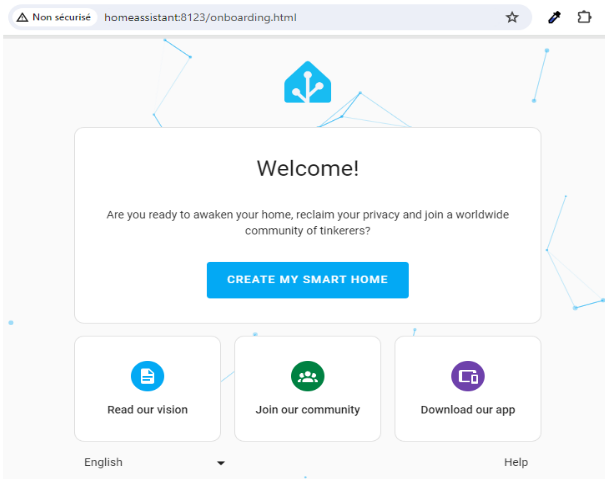 Non sécurisé homeassistant:8123/onboarding.html
Welcome!
Are you ready to awaken your home, reclaim your privacy and join a worldwide
community of tinkerers?
CREATE MY SMART HOME
Read our vision
Join our community
Download our app
English
Help